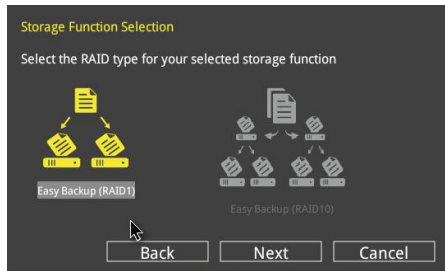 Storage Function Selection
Select the RAID type for your selected storage function
Easy Backup (RAID1)
Easy Backup (RAID10)
Back Next Cancel